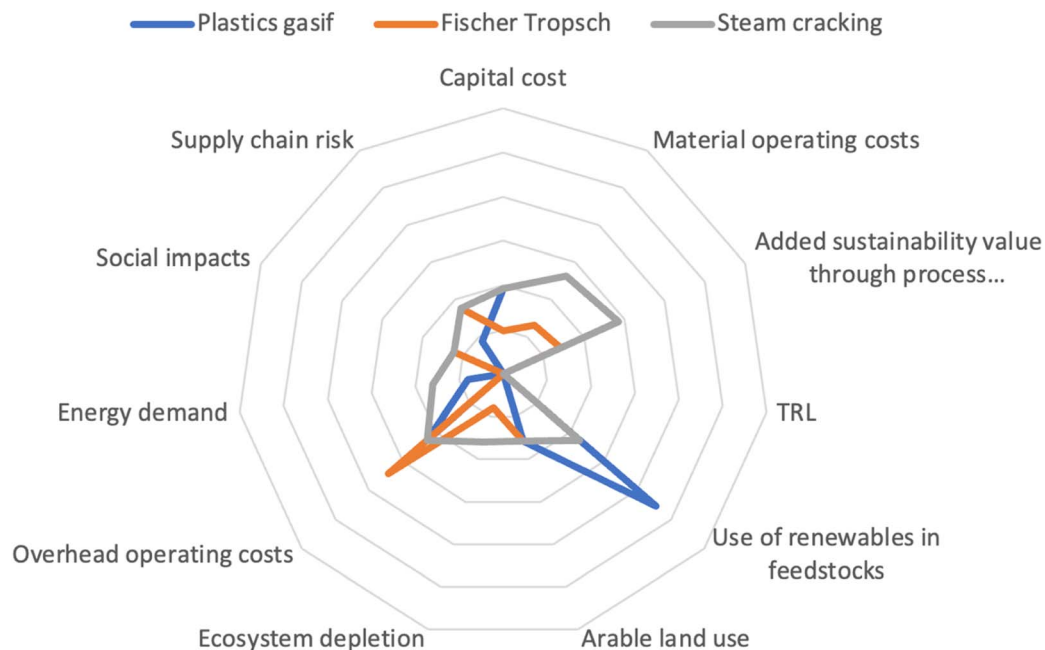 Plastics gasif Fischer Tropsch Steam cracking
Capital cost
Supply chain risk
Material operating costs
Social impacts
Added sustainability value
through process…
Energy demand
TRL
Overhead operating costs
Use of renewables in
feedstocks
Ecosystem depletion
Arable land use